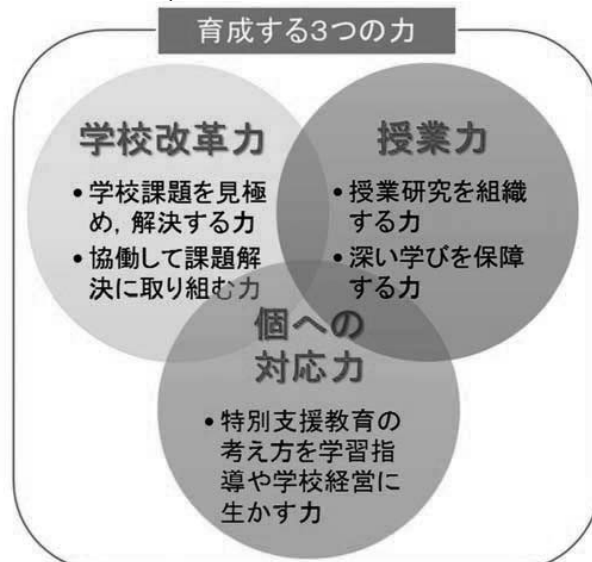 育成する3つの力
学校改革力
•学校課題を見極
め，解決する力
•協働して課題解
決に取り組む力
授業力
•授業研究を組織
する力
•深い学びを保障
する力
個への
対応力
•特別支援教育の
考え方を学習指
導や学校経営に
生かす力